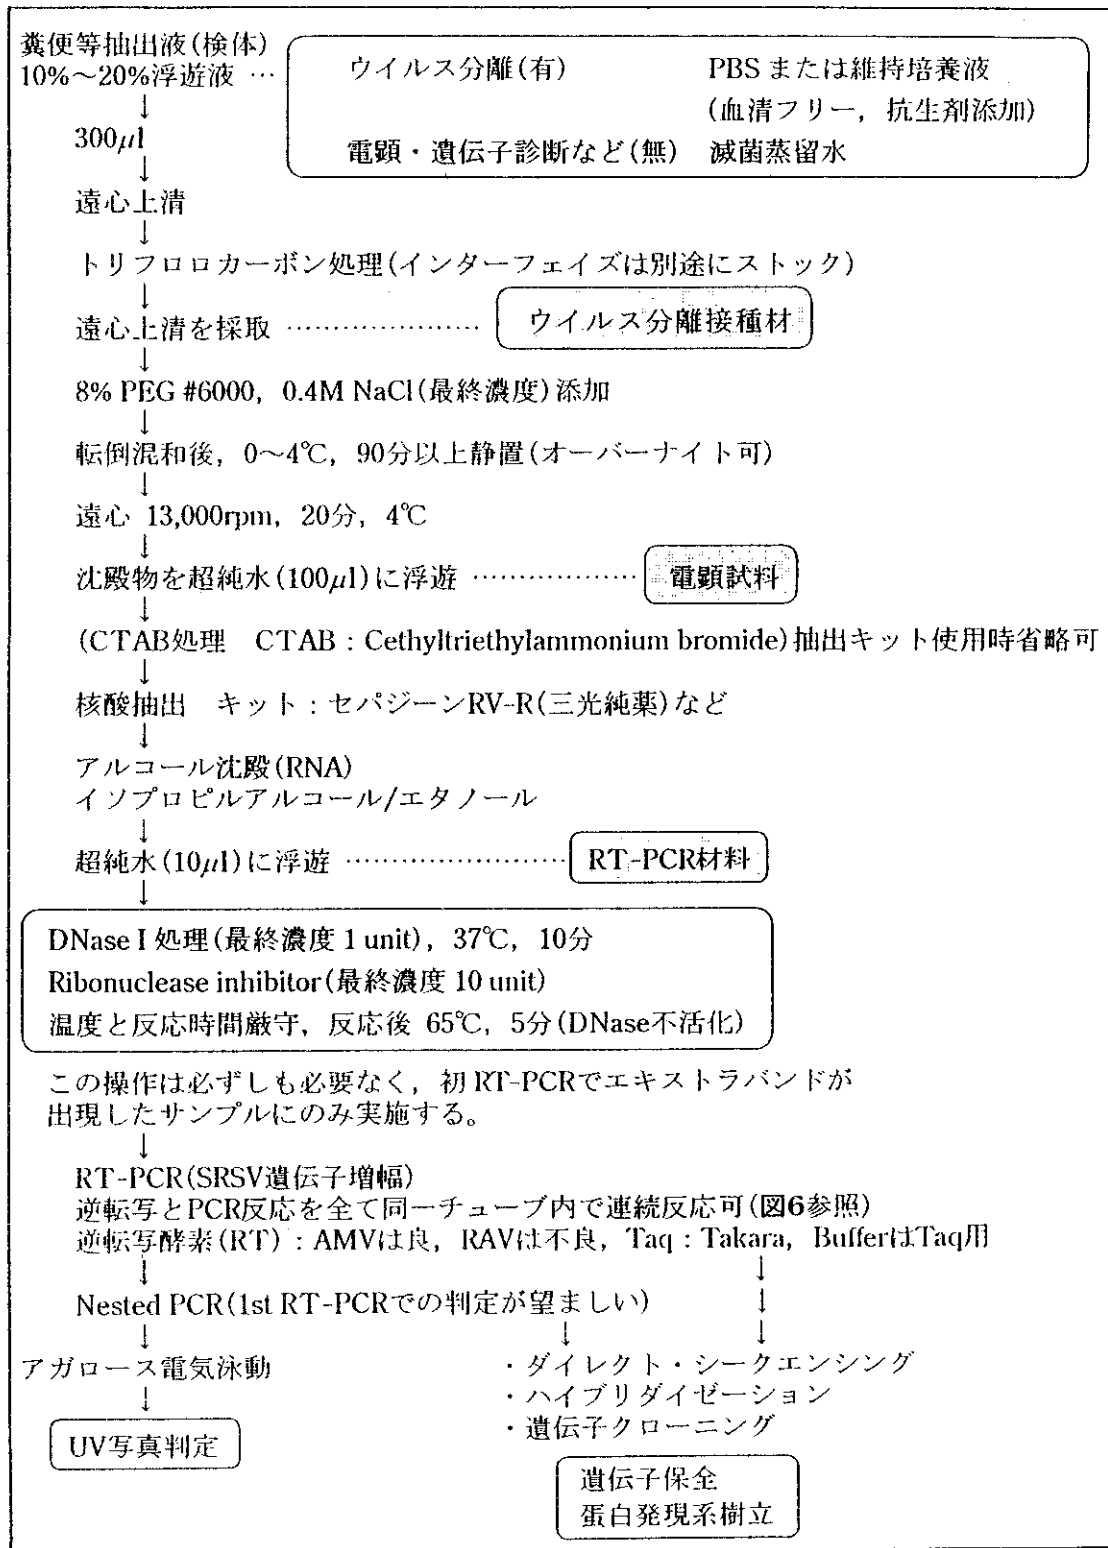 糞便等抽出液(検体)
10%〜20%浮遊液 …
ウイルス分離(有) PBS または維持培養液
(血清フリー，抗生剤添加)
電顕・遺伝子診断など(無) 滅菌蒸留水
↓
300μl
↓
遠心上清
↓
トリフロロカーボン処理(インターフェイズは別途にストック)
↓
遠心上清を採取 ………………… ウイルス分離接種材
↓
8% PEG #6000，0.4M NaCl(最終濃度)添加
↓
転倒混和後，0〜4℃，90分以上静置(オーバーナイト可)
↓
遠心 13,000rpm，20分，4℃
↓
沈殿物を超純水(100μl)に浮遊 ……………… 電顕試料
↓
(CTAB処理 CTAB：Cethyltriethylammonium bromide)抽出キット使用時省略可
↓
核酸抽出 キット：セパジーンRV-R(三光純薬)など
↓
アルコール沈殿(RNA)
イソプロピルアルコール/エタノール
↓
超純水(10μl)に浮遊 …………………… RT-PCR材料
↓
DNase I 処理(最終濃度 1 unit)，37℃，10分
Ribonuclease inhibitor(最終濃度 10 unit)
温度と反応時間厳守，反応後 65℃，5分(DNase不活化)
この操作は必ずしも必要なく，初 RT-PCRでエキストラバンドが
出現したサンプルにのみ実施する。
↓
RT-PCR(SRSV遺伝子増幅)
逆転写とPCR反応を全て同一チューブ内で連続反応可(図6参照)
逆転写酵素(RT)：AMVは良，RAVは不良，Taq：Takara，BufferはTaq用
↓ ↓
Nested PCR(1st RT-PCRでの判定が望ましい) ↓
↓ ↓ ↓
アガロース電気泳動
↓
UV写真判定
・ダイレクト・シークエンシング
・ハイブリダイゼーション
・遺伝子クローニング
遺伝子保全
蛋白発現系樹立